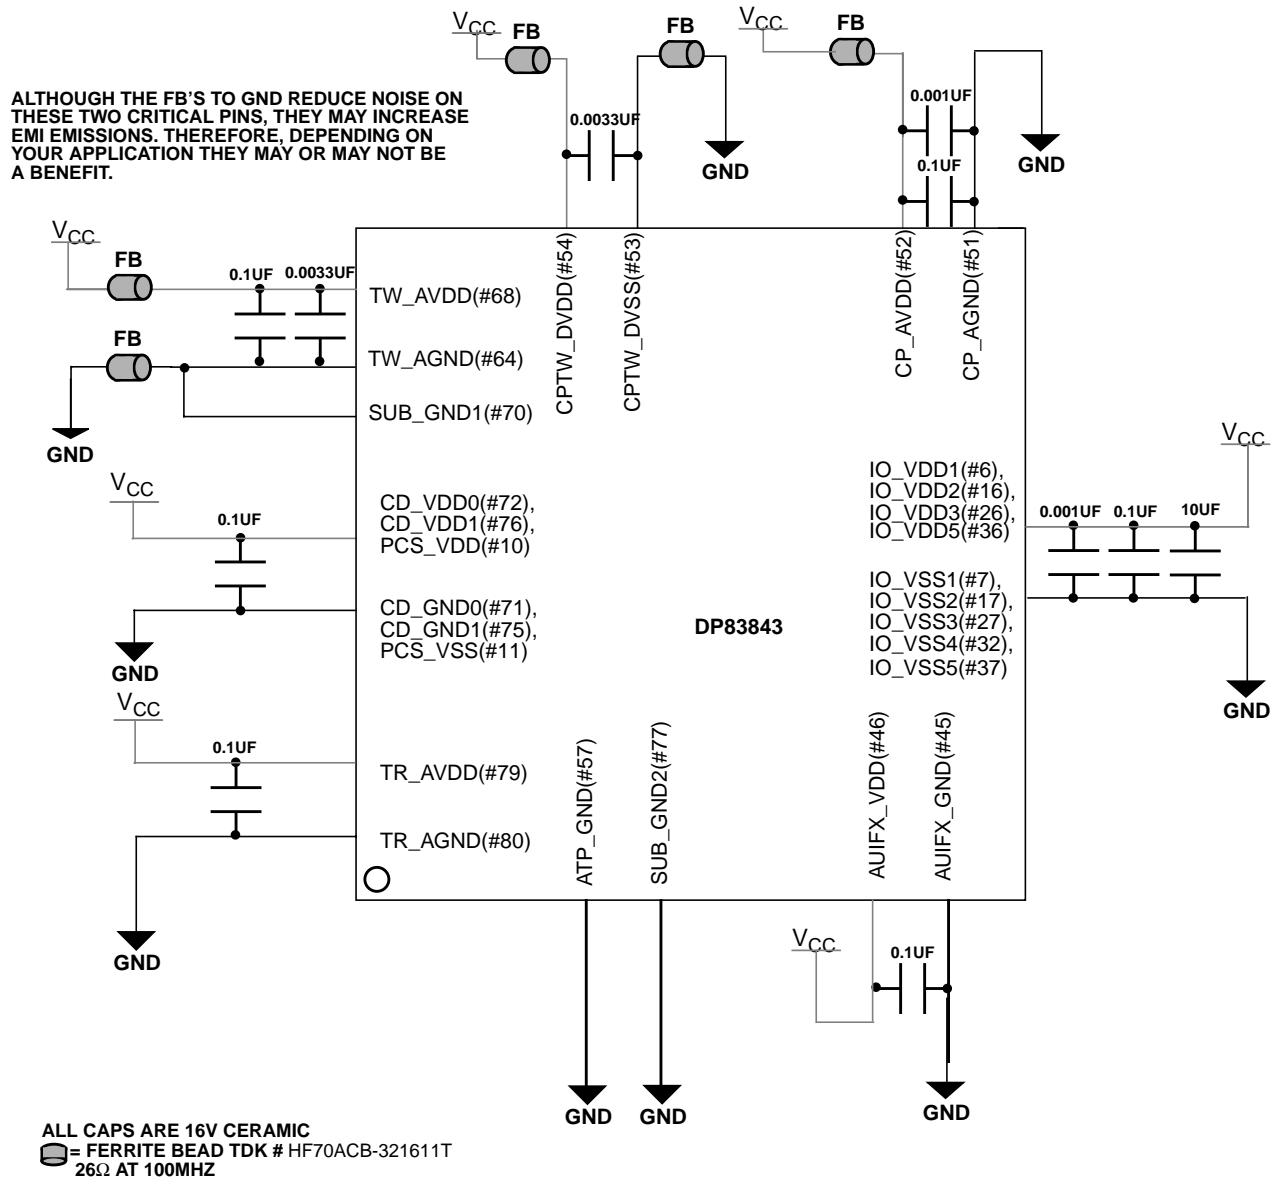 V_CC
FB
FB
V_CC
FB
ALTHOUGH THE FB'S TO GND REDUCE NOISE ON
THESE TWO CRITICAL PINS, THEY MAY INCREASE
EMI EMISSIONS. THEREFORE, DEPENDING ON
YOUR APPLICATION THEY MAY OR MAY NOT BE
A BENEFIT.
0.0033UF
GND
0.001UF
0.1UF
GND
V_CC
FB
0.1UF
0.0033UF
TW_AVDD(#68)
FB
TW_AGND(#64)
SUB_GND1(#70)
GND
CPTW_DVDD(#54)
CPTW_DVSS(#53)
CP_AVDD(#52)
CP_AGND(#51)
V_CC
0.1UF
CD_VDD0(#72),
CD_VDD1(#76),
PCS_VDD(#10)
CD_GND0(#71),
CD_GND1(#75),
PCS_VSS(#11)
GND
DP83843
IO_VDD1(#6),
IO_VDD2(#16),
IO_VDD3(#26),
IO_VDD5(#36)
V_CC
0.001UF
0.1UF
10UF
IO_VSS1(#7),
IO_VSS2(#17),
IO_VSS3(#27),
IO_VSS4(#32),
IO_VSS5(#37)
GND
V_CC
0.1UF
TR_AVDD(#79)
TR_AGND(#80)
GND
ATP_GND(#57)
SUB_GND2(#77)
AUIFX_VDD(#46)
AUIFX_GND(#45)
V_CC
0.1UF
GND
GND
GND
ALL CAPS ARE 16V CERAMIC
= FERRITE BEAD TDK # HF70ACB-321611T
26Ω AT 100MHZ